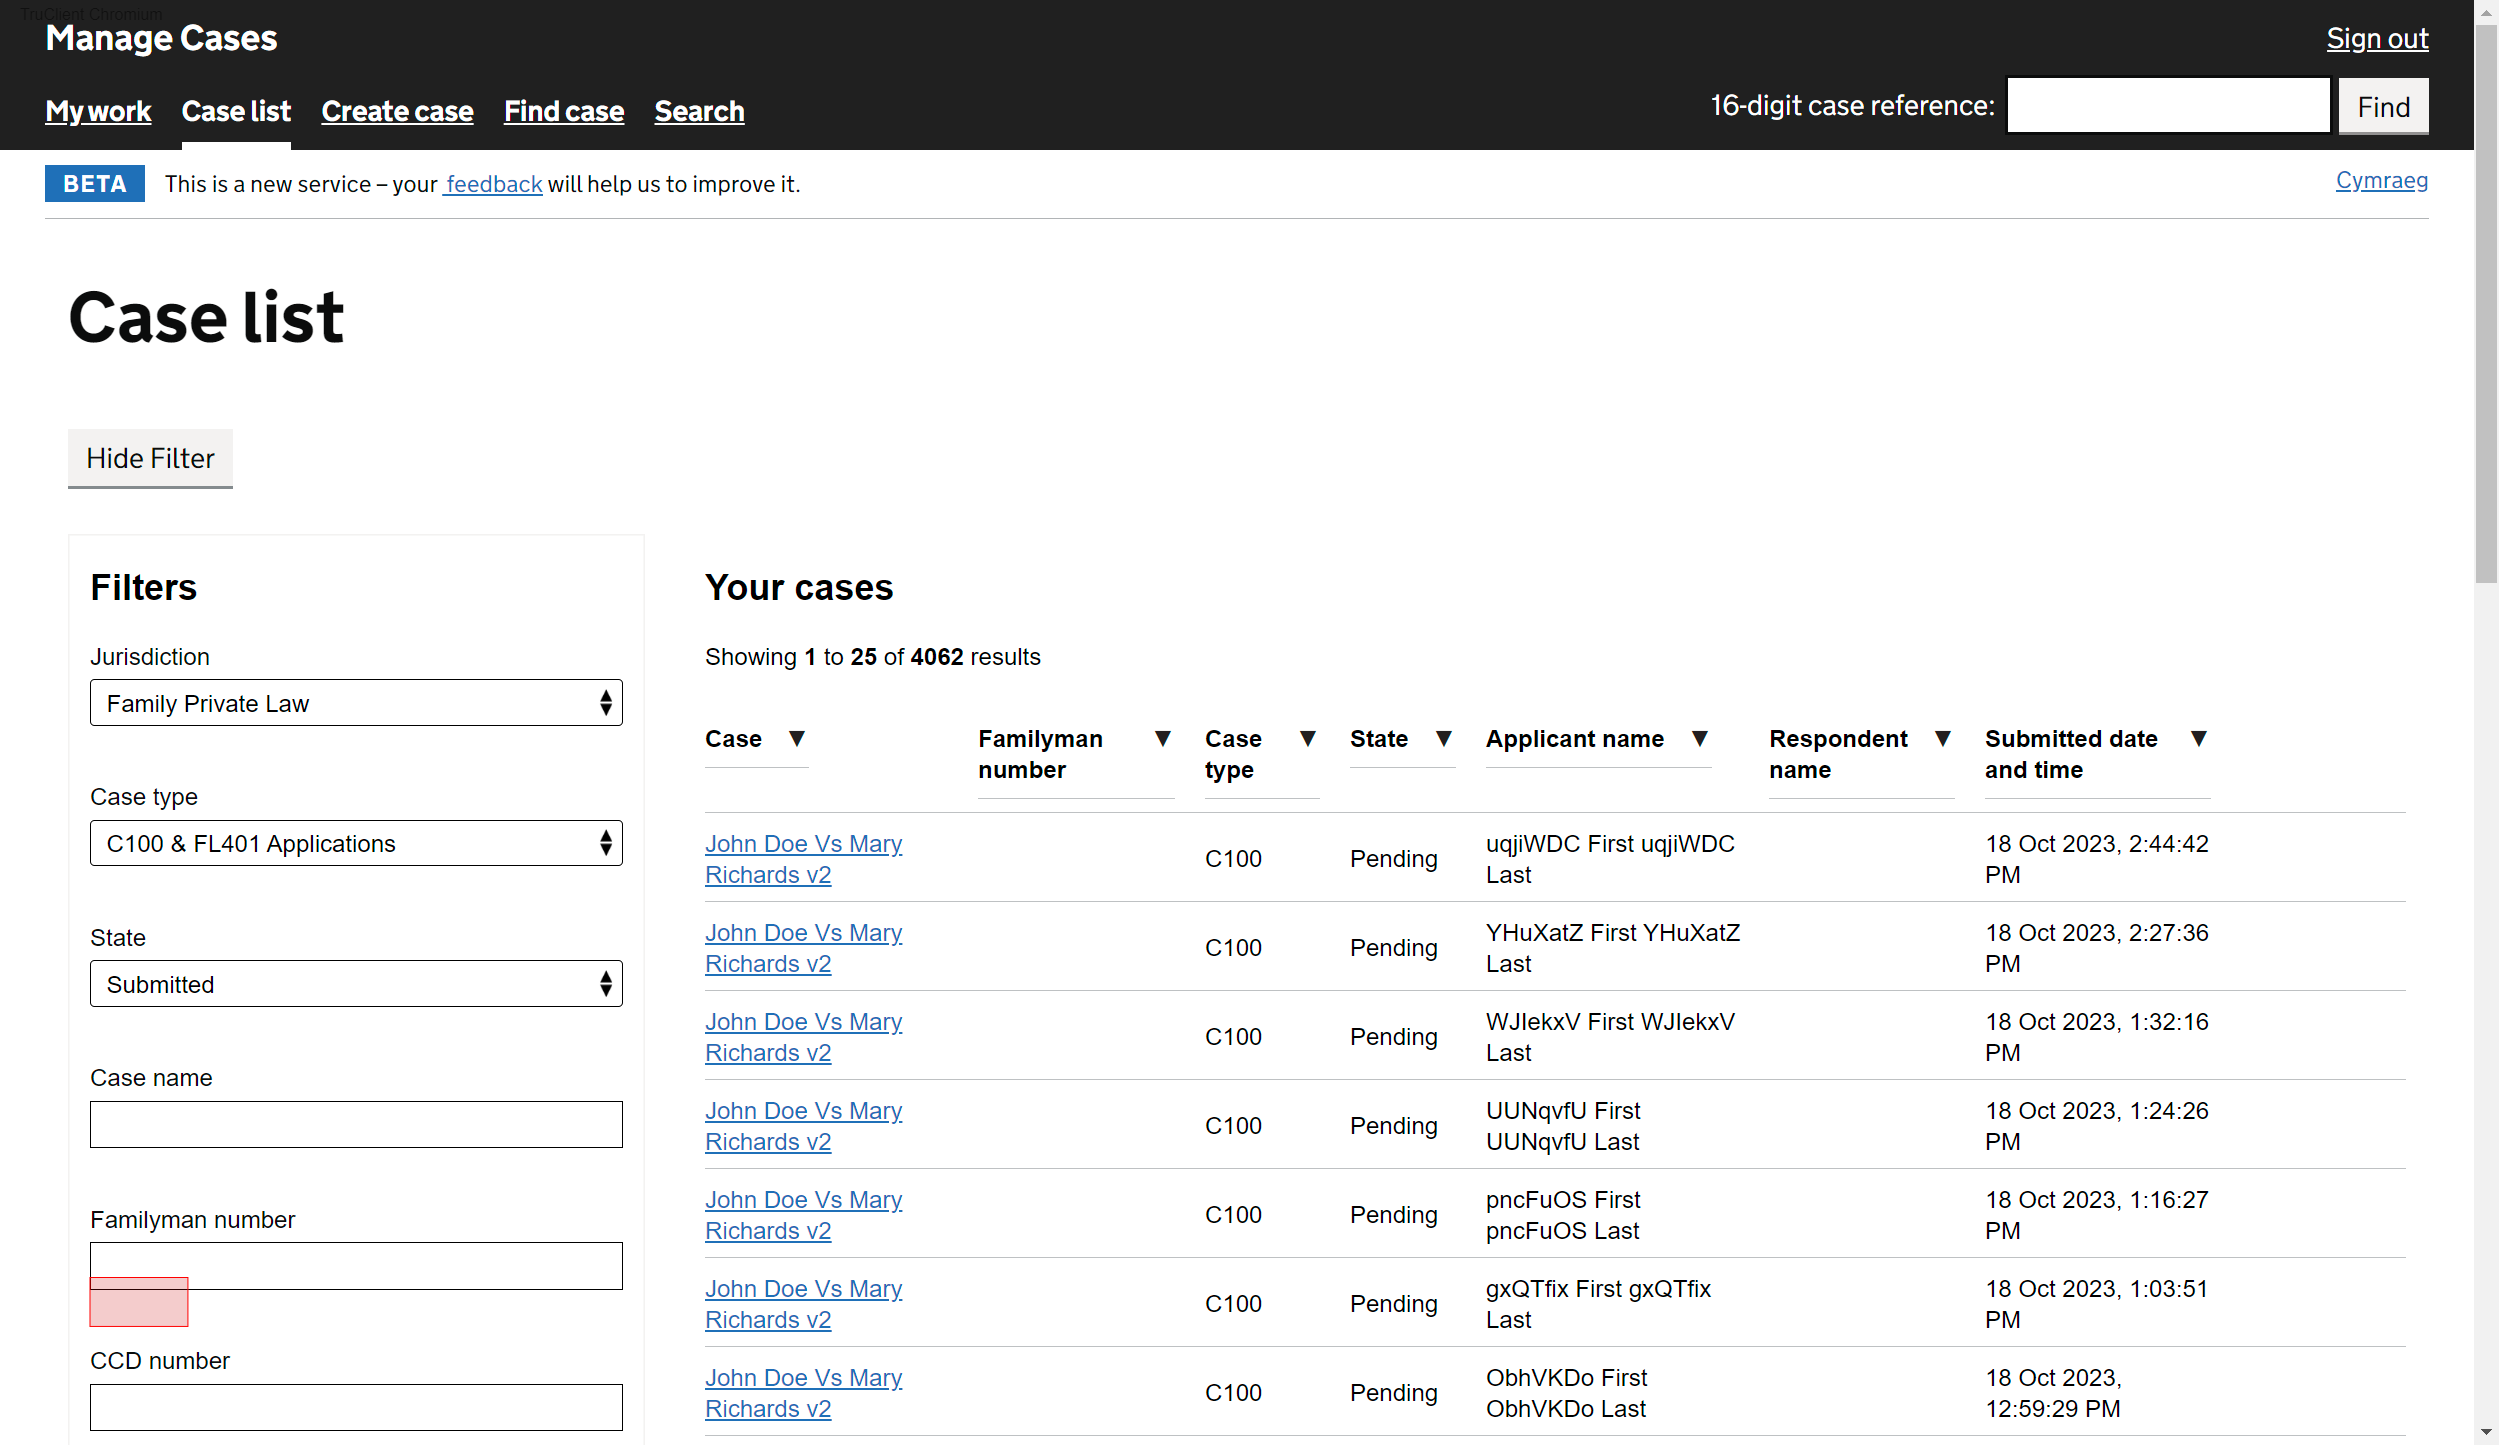 TruClient Chromium
Manage Cases
Sign out
My work Case list Create case Find case Search
16-digit case reference: Find
BETA This is a new service – your feedback will help us to improve it.
Cymraeg
Case list
Hide Filter
Filters
Jurisdiction
Family Private Law
Case type
C100 & FL401 Applications
State
Submitted
Case name
Familyman number
CCD number
Your cases
Showing 1 to 25 of 4062 results
Case ▼ Familyman ▼ Case ▼ State ▼ Applicant name ▼ Respondent ▼ Submitted date ▼
number type name and time
John Doe Vs Mary uqjiWDC First uqjiWDC 18 Oct 2023, 2:44:42
C100 Pending
Richards v2 Last PM
John Doe Vs Mary YHuXatZ First YHuXatZ 18 Oct 2023, 2:27:36
C100 Pending
Richards v2 Last PM
John Doe Vs Mary WJIekxV First WJIekxV 18 Oct 2023, 1:32:16
C100 Pending
Richards v2 Last PM
John Doe Vs Mary UUNqvfU First 18 Oct 2023, 1:24:26
C100 Pending
Richards v2 UUNqvfU Last PM
John Doe Vs Mary pncFuOS First 18 Oct 2023, 1:16:27
C100 Pending
Richards v2 pncFuOS Last PM
John Doe Vs Mary gxQTfix First gxQTfix 18 Oct 2023, 1:03:51
C100 Pending
Richards v2 Last PM
John Doe Vs Mary ObhVKDo First 18 Oct 2023,
C100 Pending
Richards v2 ObhVKDo Last 12:59:29 PM